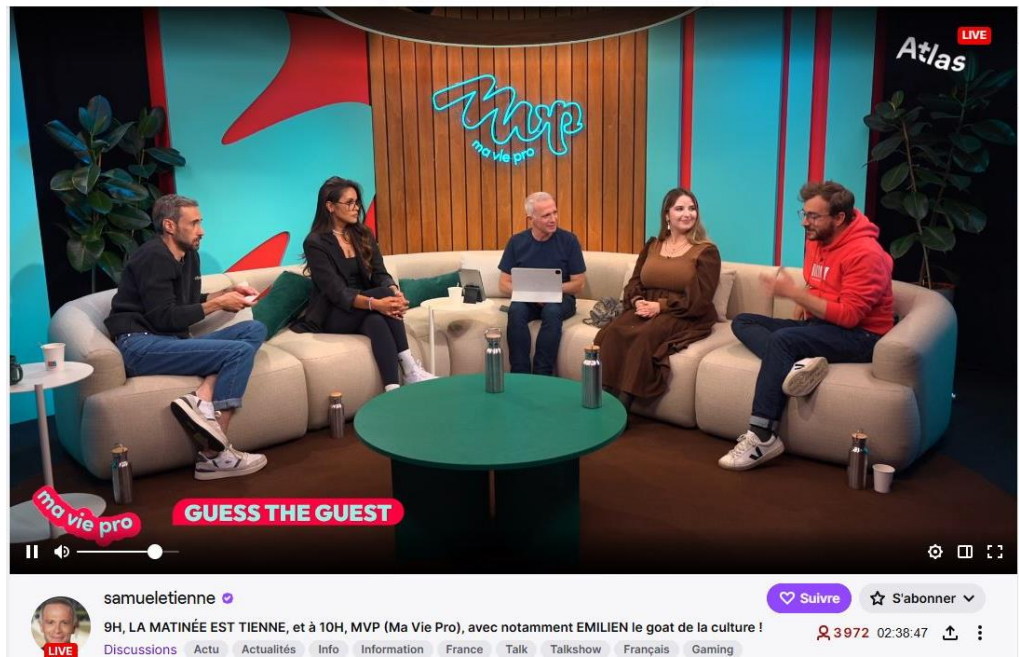 LIVE
Atlas
mvp
ma vie pro
ma vie pro
GUESS THE GUEST
samueletienne
9H, LA MATINÉE EST TIENNE, et à 10H, MVP (Ma Vie Pro), avec notamment EMILIEN le goat de la culture !
Suivre
S'abonner
3972 02:38:47
LIVE
Discussions Actu Actualités Info Information France Talk Talkshow Français Gaming